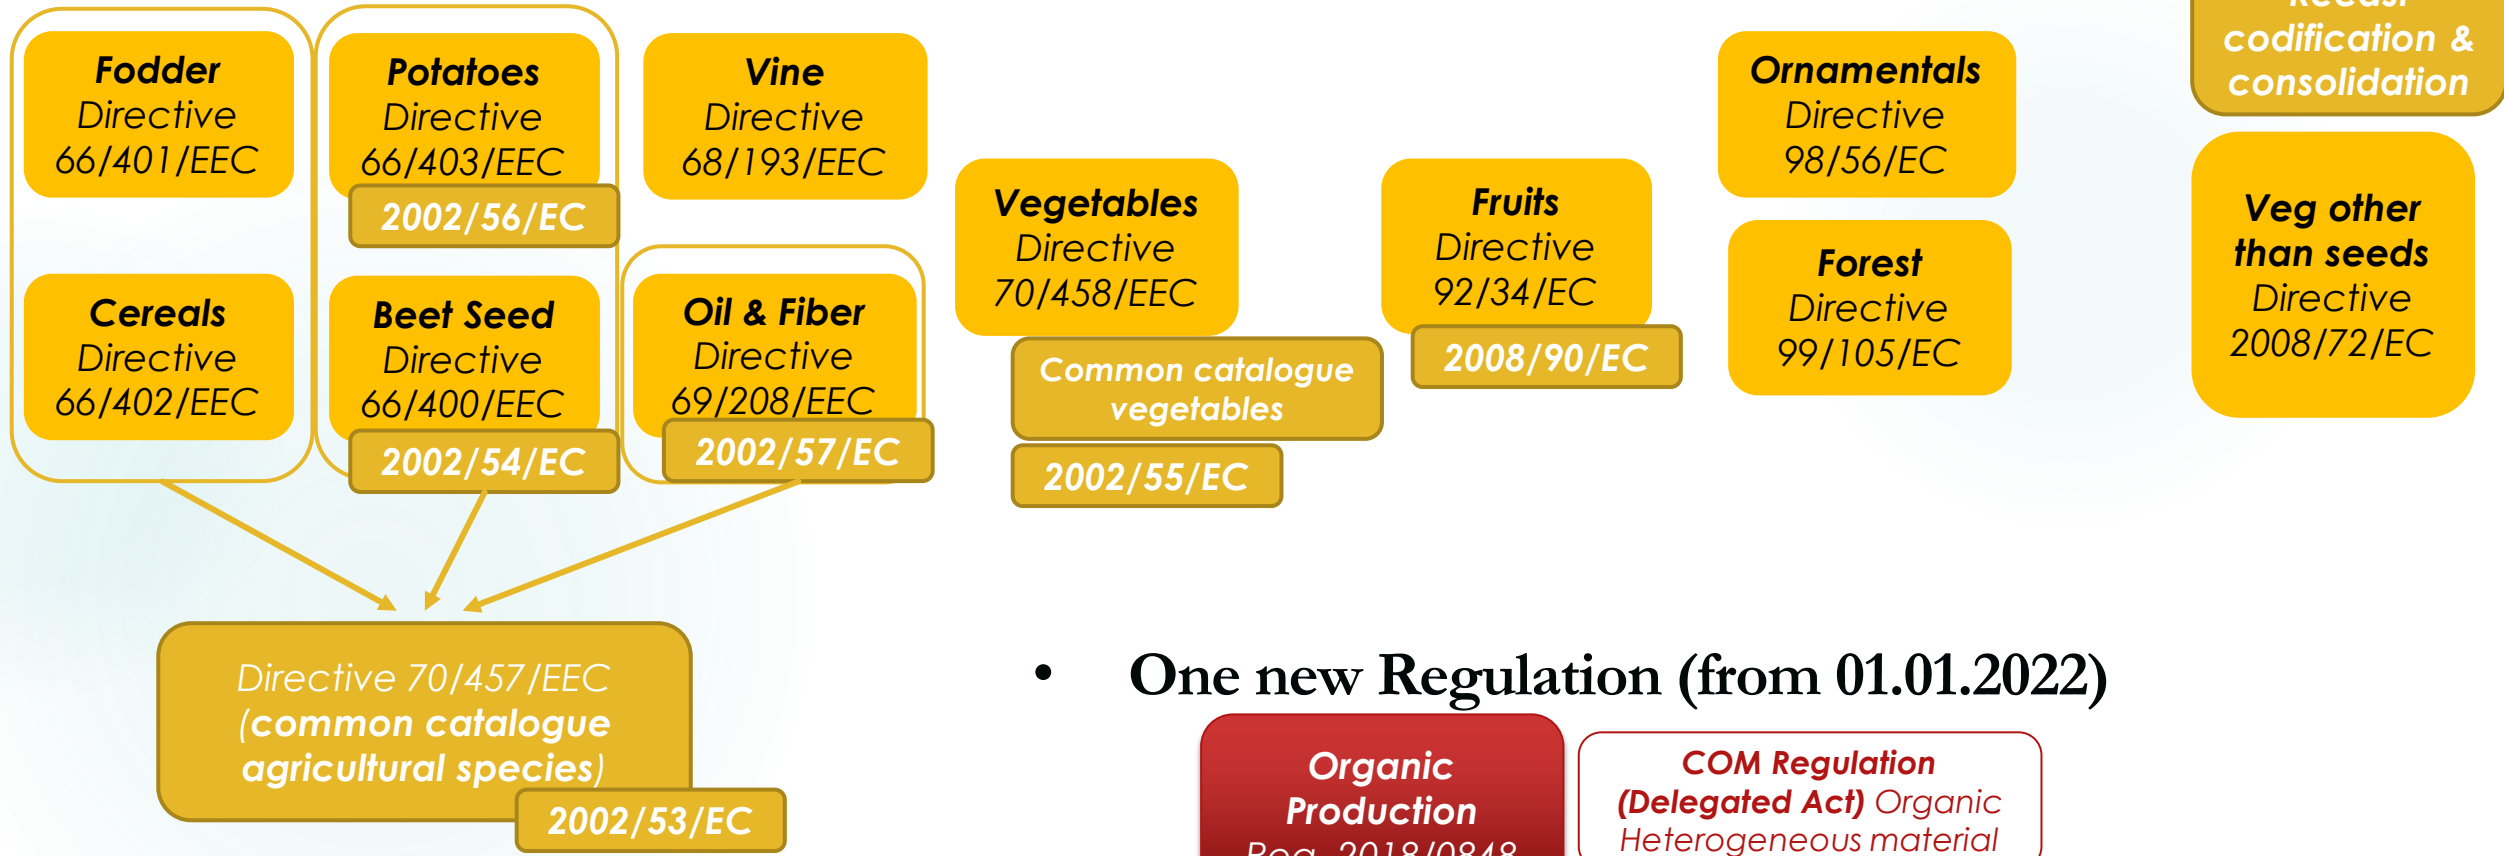 Fodder
Directive
66/401/EEC
Potatoes
Directive
66/403/EEC
2002/56/EC
Vine
Directive
68/193/EEC
Cereals
Directive
66/402/EEC
Beet Seed
Directive
66/400/EEC
2002/54/EC
Oil & Fiber
Directive
69/208/EEC
2002/57/EC
Vegetables
Directive
70/458/EEC
Common catalogue
vegetables
2002/55/EC
Fruits
Directive
92/34/EC
2008/90/EC
Ornamentals
Directive
98/56/EC
Forest
Directive
99/105/EC
Recast
codification &
consolidation
Veg other
than seeds
Directive
2008/72/EC
Directive 70/457/EEC
(common catalogue
agricultural species)
2002/53/EC
• One new Regulation (from 01.01.2022)
Organic
Production
Reg. 2018/0848
COM Regulation
(Delegated Act) Organic
Heterogeneous material